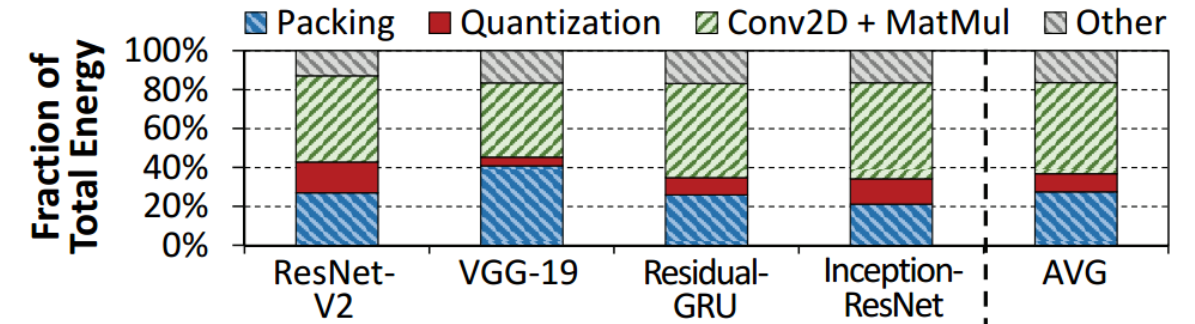 Packing Quantization Conv2D + MatMul Other
Fraction of
Total Energy
100%
80%
60%
40%
20%
0%
ResNet-
V2
VGG-19
Residual-
GRU
Inception-
ResNet
AVG